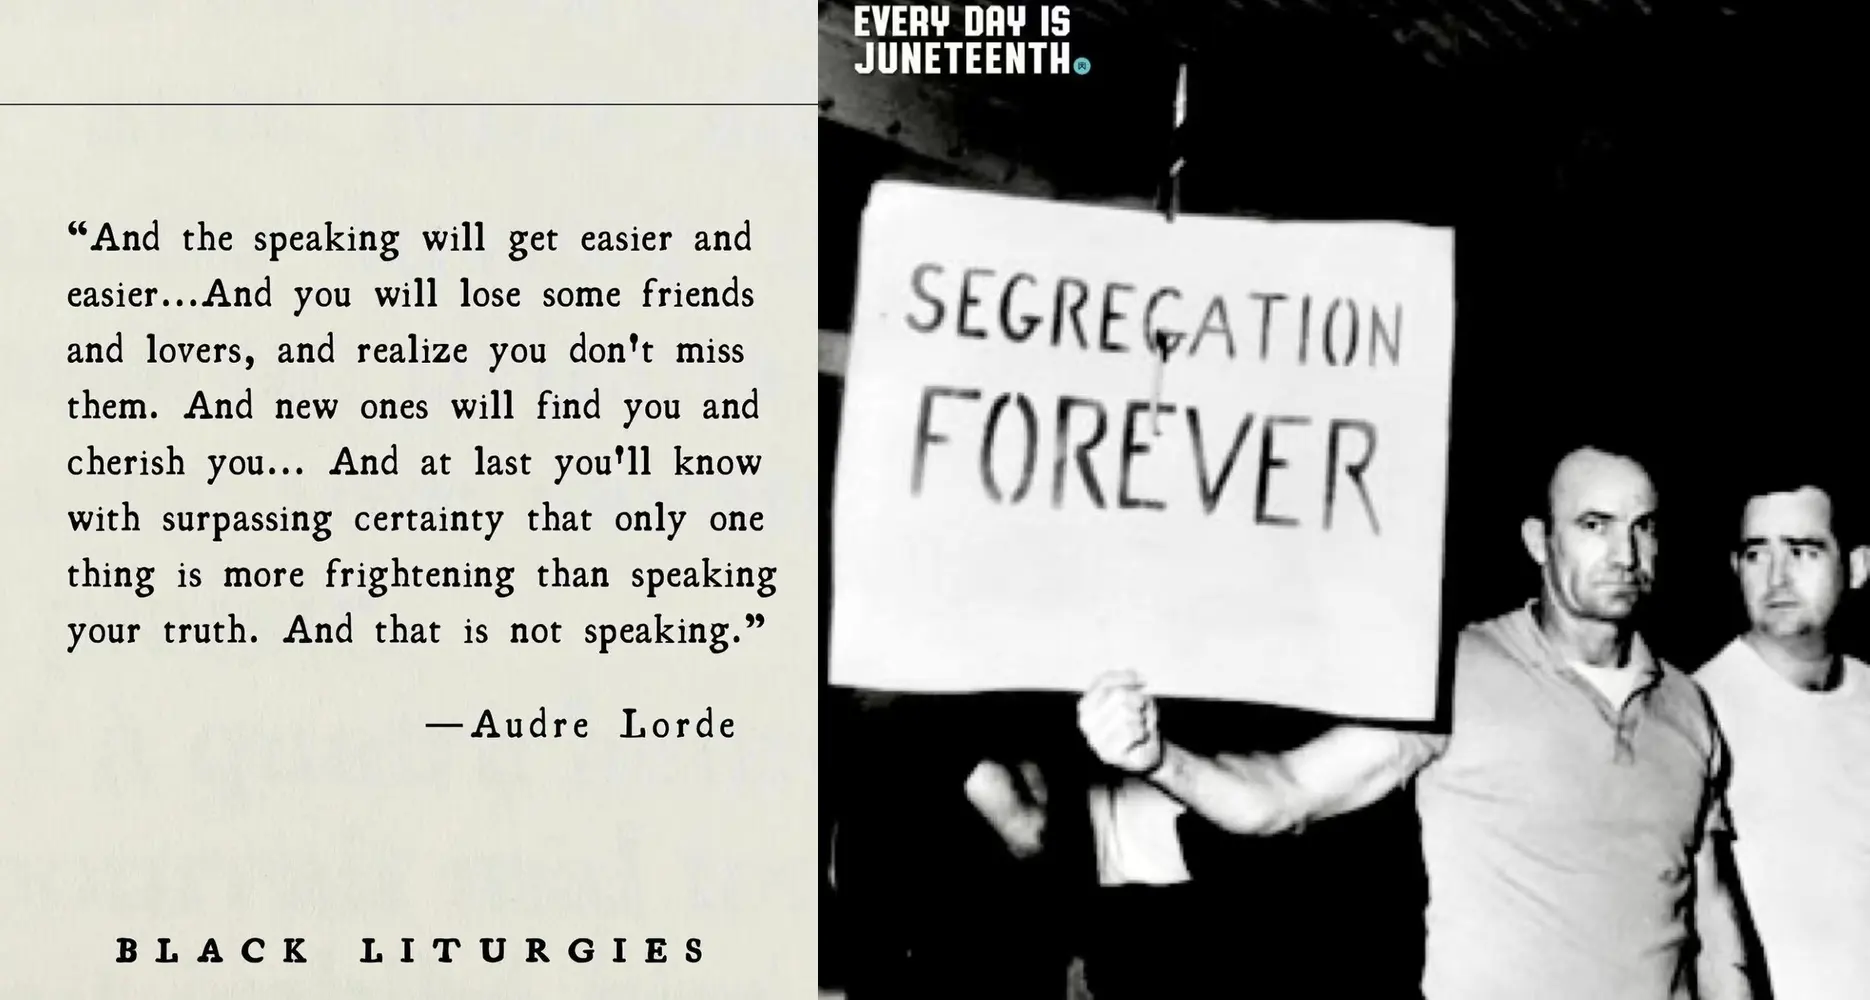 “And the speaking will get easier and
easier...And you will lose some friends
and lovers, and realize you don't miss
them. And new ones will find you and
cherish you... And at last you'll know
with surpassing certainty that only one
thing is more frightening than speaking
your truth. And that is not speaking.”
—Audre Lorde
BLACK LITURGIES
EVERY DAY IS
JUNETEENTH.
SEGREGATION
FOREVER